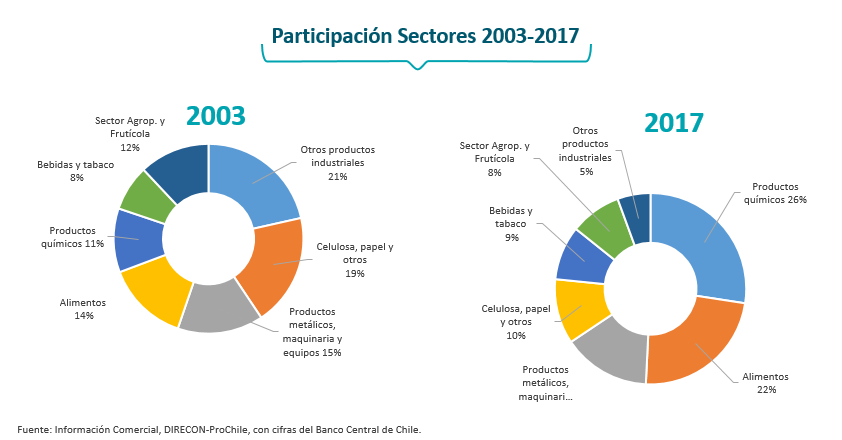 Participación Sectores 2003-2017
2003
Sector Agrop. y
Frutícola
12%
Otros productos
industriales
21%
Bebidas y tabaco
8%
Productos
químicos 11%
Celulosa, papel y
otros
19%
Alimentos
14%
Productos
metálicos,
maquinaria y
equipos 15%
2017
Otros
productos
industriales
5%
Sector Agrop. y
Frutícola
8%
Productos
químicos 26%
Bebidas y
tabaco
9%
Celulosa, papel
y otros
10%
Productos
metálicos,
maquinari...
Alimentos
22%
Fuente: Información Comercial, DIRECON-ProChile, con cifras del Banco Central de Chile.